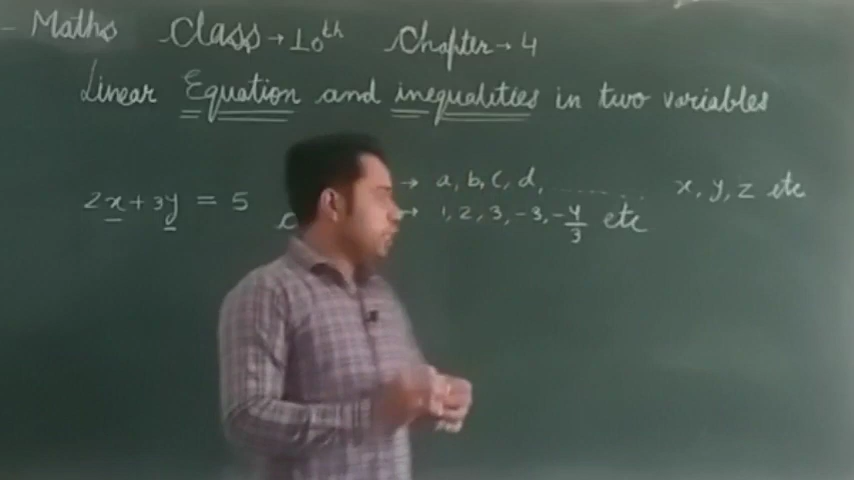 - Maths Class → 10th Chapter → 4
Linear Equation and inequalities in two variables
2x + 3y = 5
→ a, b, c, d, ........... x, y, z etc
→ 1, 2, 3, -3, -4/3 etc